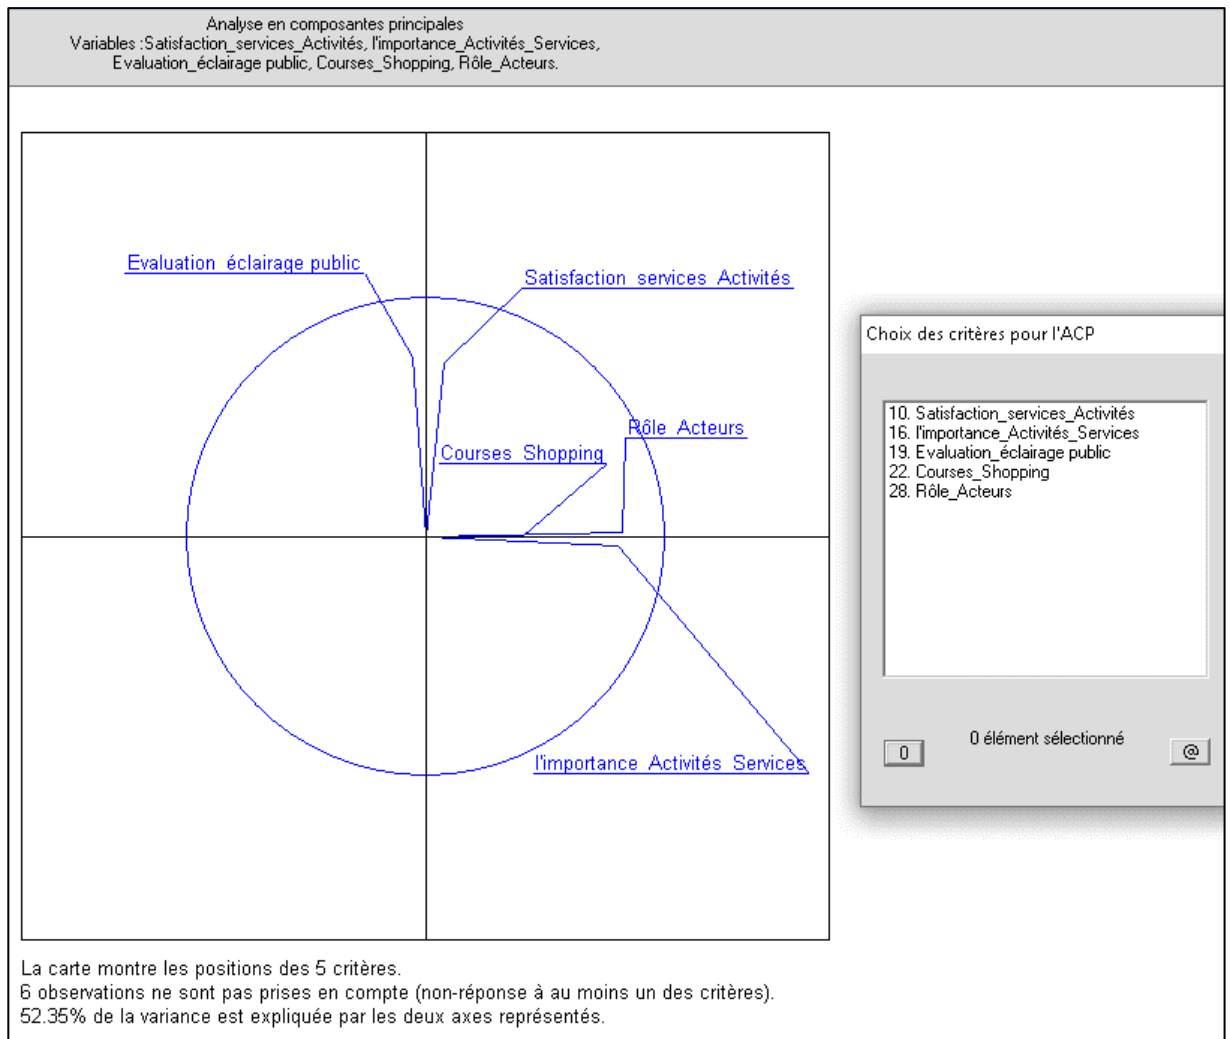 Analyse en composantes principales
Variables :Satisfaction_services_Activités, l'importance_Activités_Services,
Evaluation_éclairage public, Courses_Shopping, Rôle_Acteurs.
Evaluation éclairage public
Satisfaction services Activités
Rôle Acteurs
Courses Shopping
l'importance Activités Services
Choix des critères pour l'ACP
10. Satisfaction_services_Activités
16. l'importance_Activités_Services
19. Evaluation_éclairage public
22. Courses_Shopping
28. Rôle_Acteurs
0 0 élément sélectionné @
La carte montre les positions des 5 critères.
6 observations ne sont pas prises en compte (non-réponse à au moins un des critères).
52.35% de la variance est expliquée par les deux axes représentés.